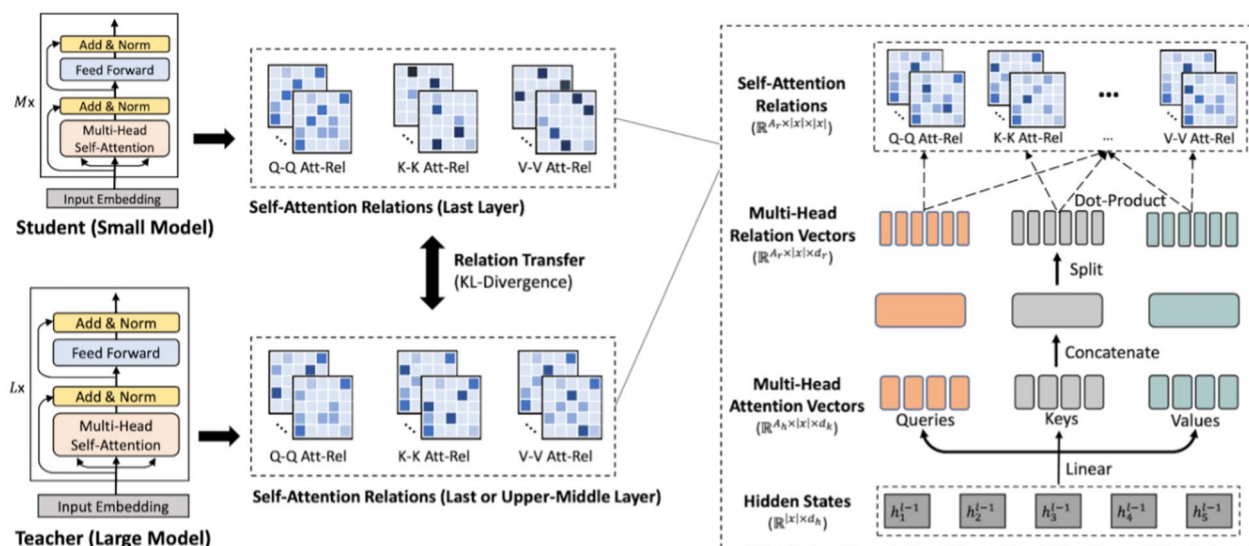 Add & Norm
Feed Forward
Mx
Add & Norm
Multi-Head
Self-Attention
Input Embedding
Student (Small Model)
Q-Q Att-Rel
K-K Att-Rel
V-V Att-Rel
Self-Attention Relations (Last Layer)
Relation Transfer
(KL-Divergence)
Add & Norm
Feed Forward
Lx
Add & Norm
Multi-Head
Self-Attention
Input Embedding
Teacher (Large Model)
Q-Q Att-Rel
K-K Att-Rel
V-V Att-Rel
Self-Attention Relations (Last or Upper-Middle Layer)
Self-Attention
Relations
(ℝ^{A_r×|x|×|x|})
Q-Q Att-Rel
K-K Att-Rel
...
V-V Att-Rel
Dot-Product
Multi-Head
Relation Vectors
(ℝ^{A_r×|x|×d_r})
Split
Concatenate
Multi-Head
Attention Vectors
(ℝ^{A_h×|x|×d_k})
Queries
Keys
Values
Linear
Hidden States
(ℝ^{|x|×d_h})
h_1^{l-1}
h_2^{l-1}
h_3^{l-1}
h_4^{l-1}
h_5^{l-1}